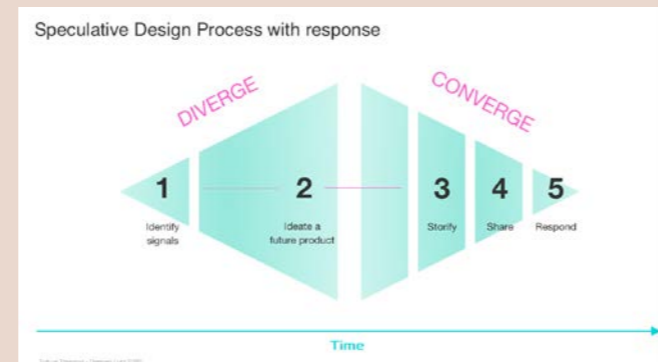 Speculative Design Process with response
DIVERGE
CONVERGE
1
Identify
signals
2
Ideate a
future product
3
Storify
4
Share
5
Respond
Time